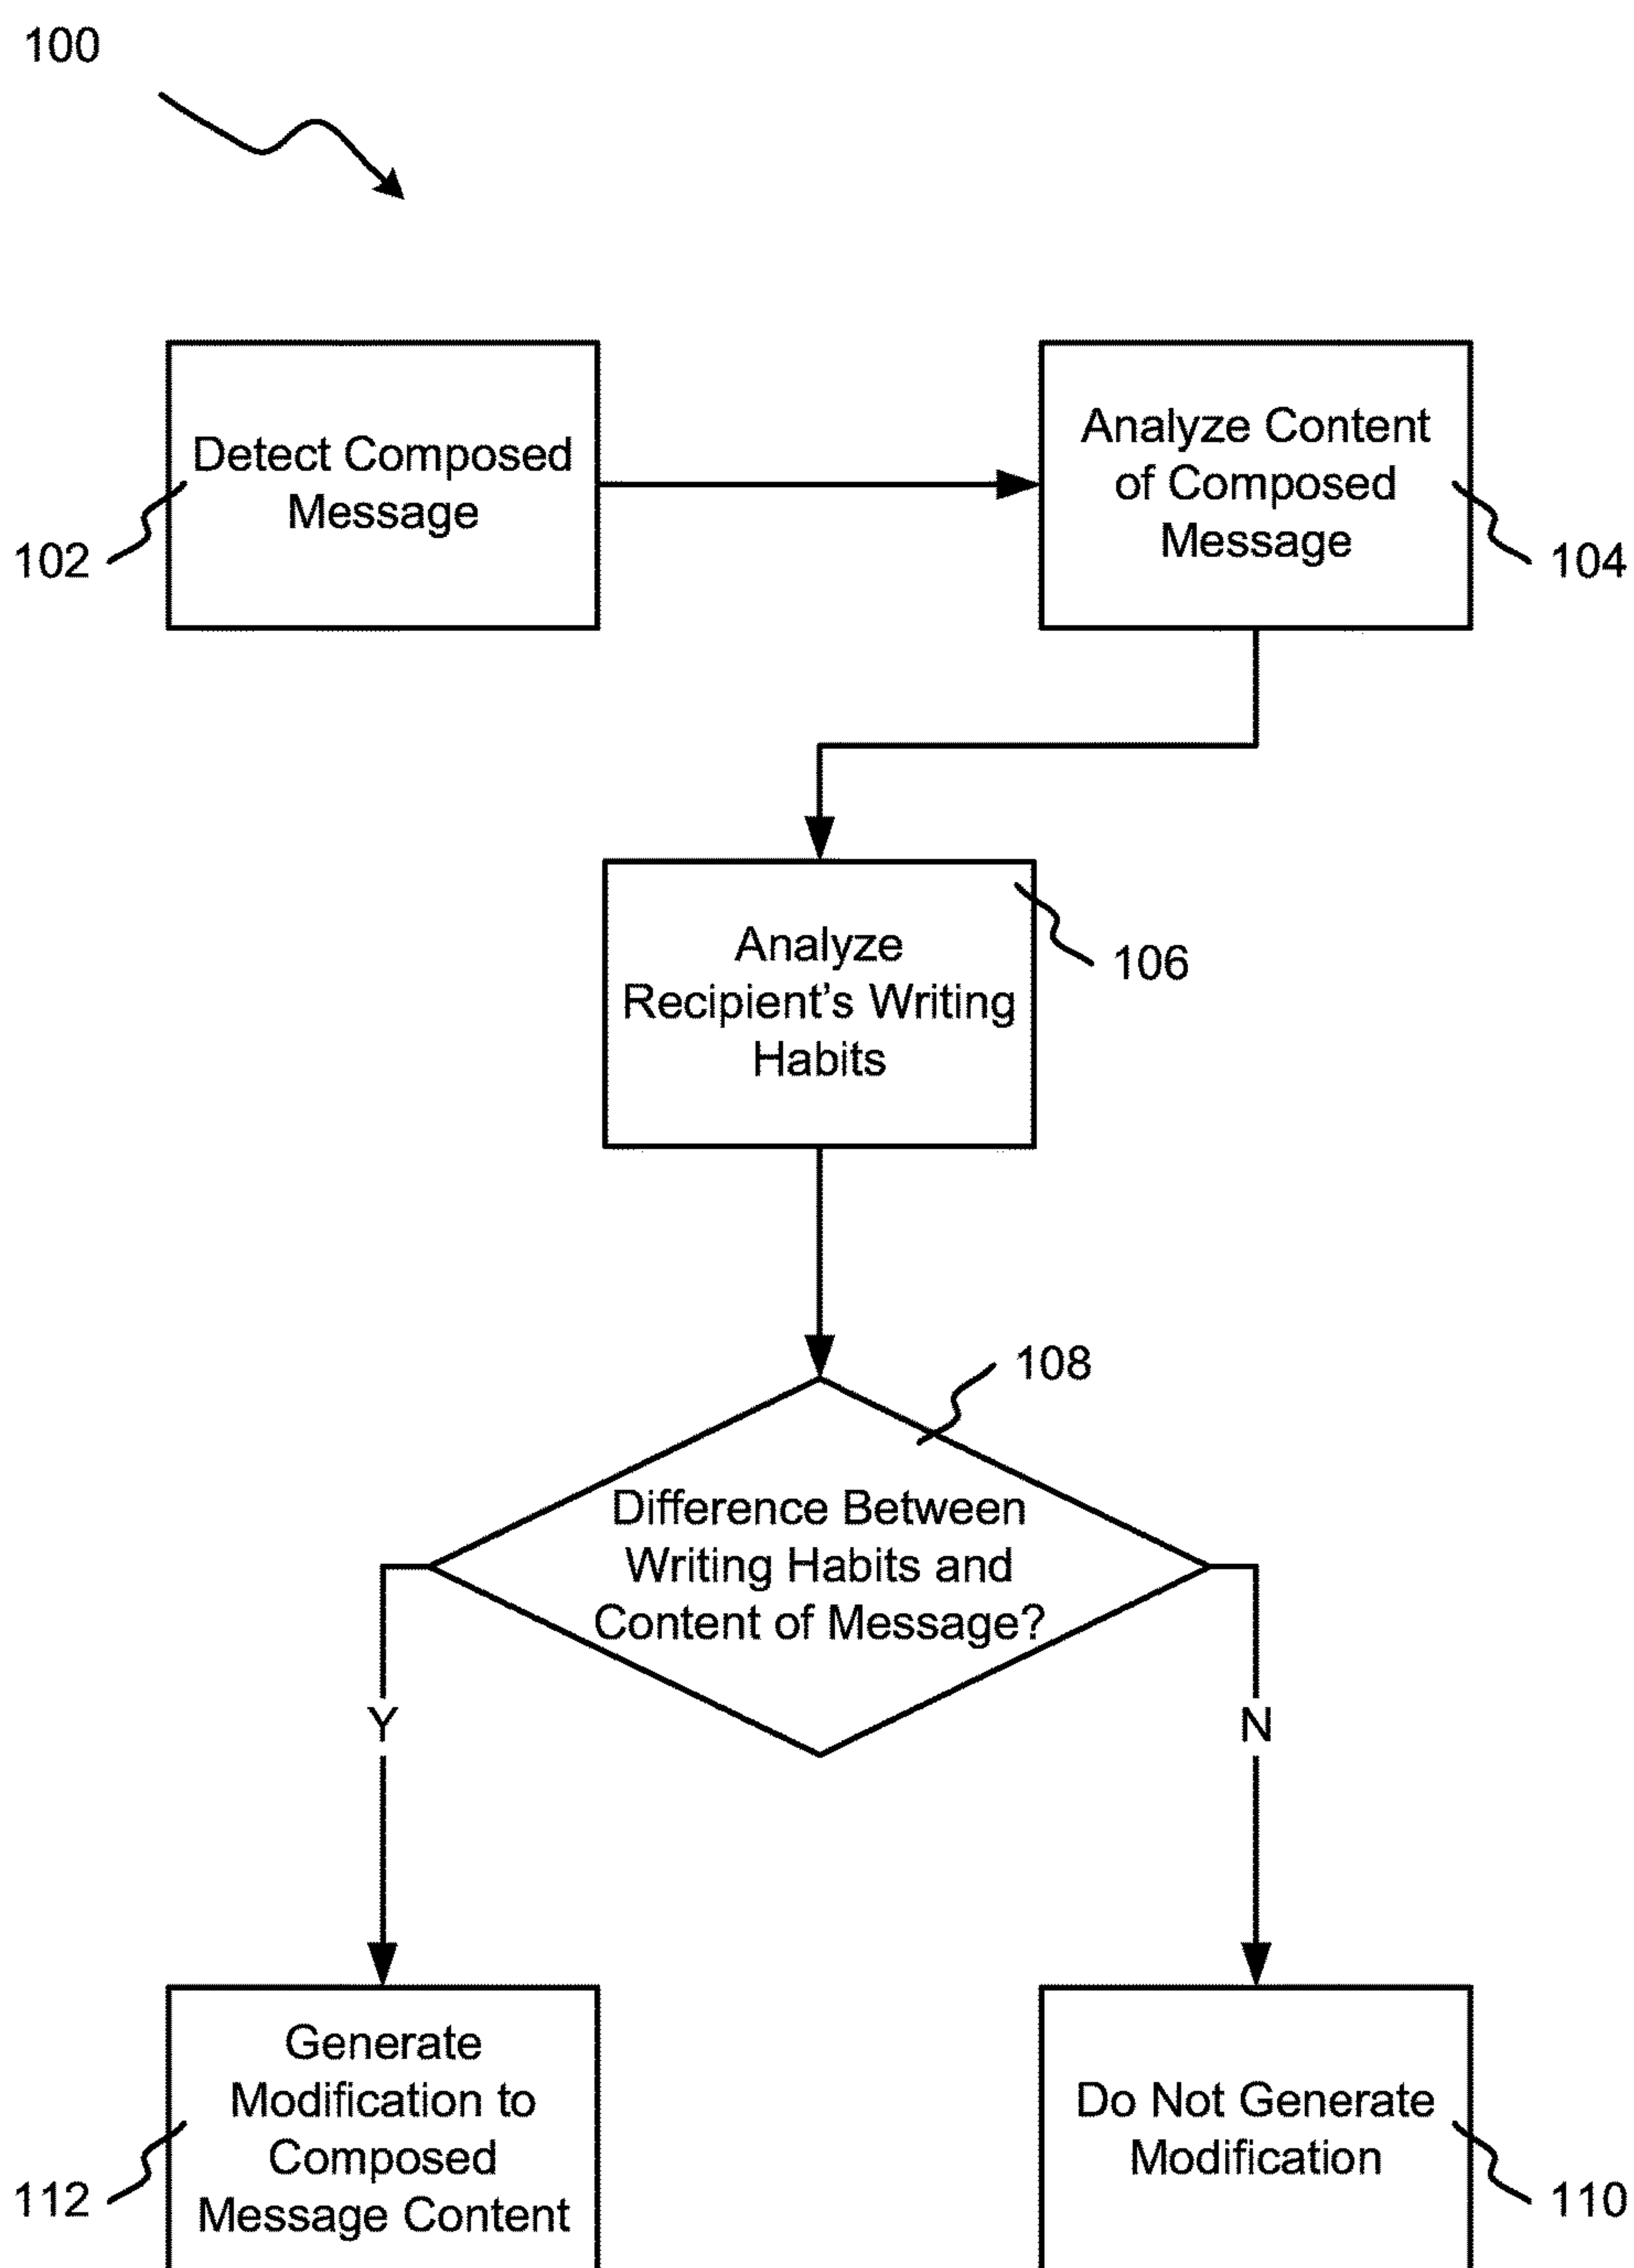 100
Detect Composed
Message
102
Analyze Content
of Composed
Message
104
Analyze
Recipient's Writing
Habits
106
108
Difference Between
Writing Habits and
Content of Message?
Y
N
Generate
Modification to
Composed
Message Content
112
Do Not Generate
Modification
110